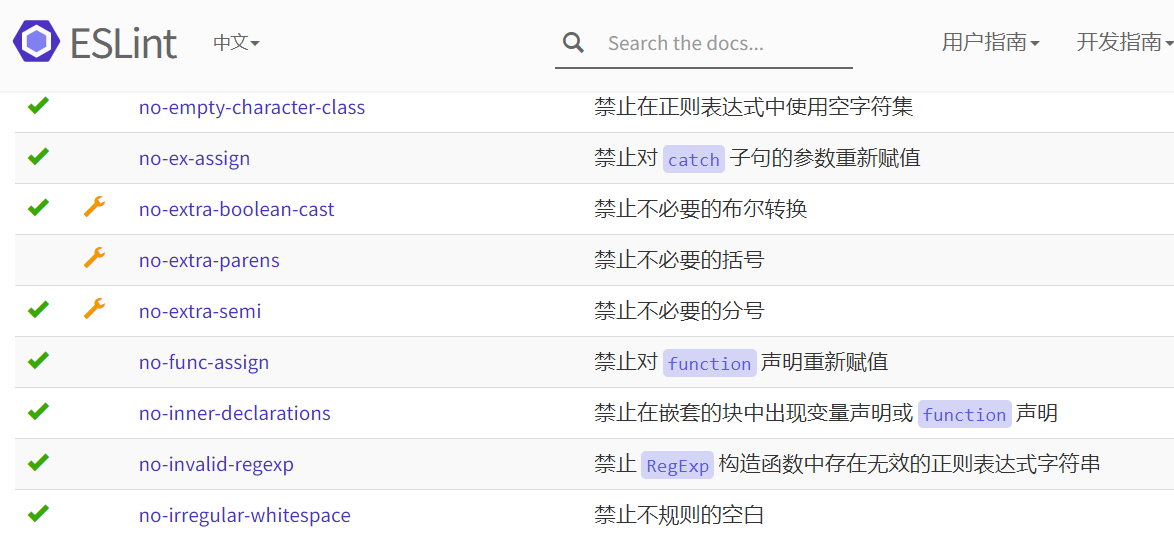 ESLint 中文 Search the docs... 用户指南 开发指南
no-empty-character-class 禁止在正则表达式中使用空字符集
no-ex-assign 禁止对 catch 子句的参数重新赋值
no-extra-boolean-cast 禁止不必要的布尔转换
no-extra-parens 禁止不必要的括号
no-extra-semi 禁止不必要的分号
no-func-assign 禁止对 function 声明重新赋值
no-inner-declarations 禁止在嵌套的块中出现变量声明或 function 声明
no-invalid-regexp 禁止 RegExp 构造函数中存在无效的正则表达式字符串
no-irregular-whitespace 禁止不规则的空白